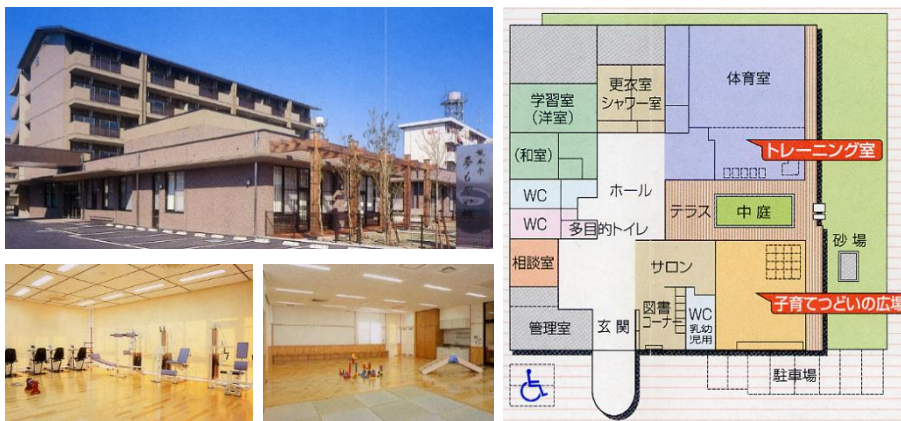 学習室
(洋室)
更衣室
シャワー室
体育室
(和室)
トレーニング室
WC
ホール
テラス
中庭
WC
多目的トイレ
砂場
相談室
サロン
子育てつどいの広場
図書
コーナー
WC
乳幼
児用
管理室
玄関
駐車場